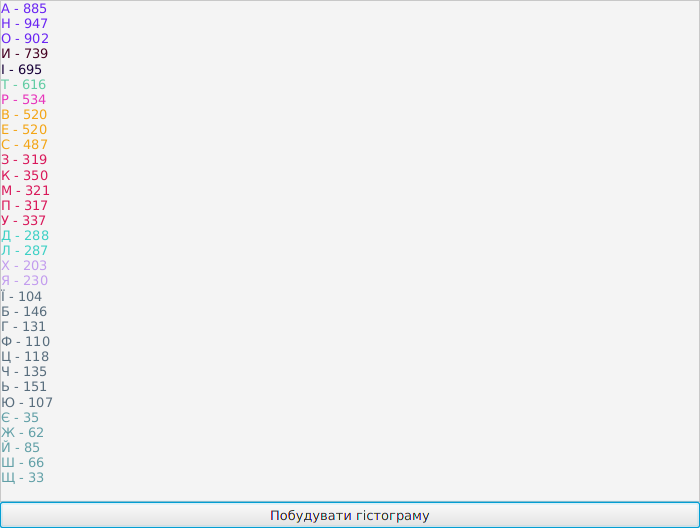 А - 885
Н - 947
О - 902
И - 739
І - 695
Т - 616
Р - 534
В - 520
Е - 520
С - 487
З - 319
К - 350
М - 321
П - 317
У - 337
Д - 288
Л - 287
Х - 203
Я - 230
Ї - 104
Б - 146
Г - 131
Ф - 110
Ц - 118
Ч - 135
Ь - 151
Ю - 107
Є - 35
Ж - 62
Й - 85
Ш - 66
Щ - 33
Побудувати гістограму